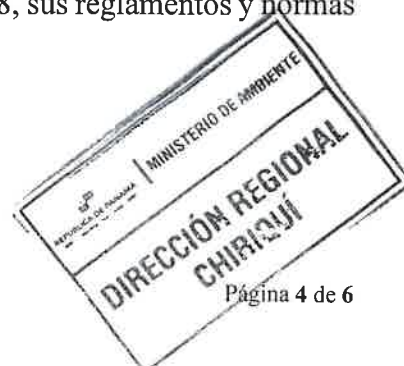 8, sus reglamentos y normas
REPÚBLICA DE PANAMÁ
MINISTERIO DE AMBIENTE
DIRECCIÓN REGIONAL
CHIRIQUÍ
Página 4 de 6